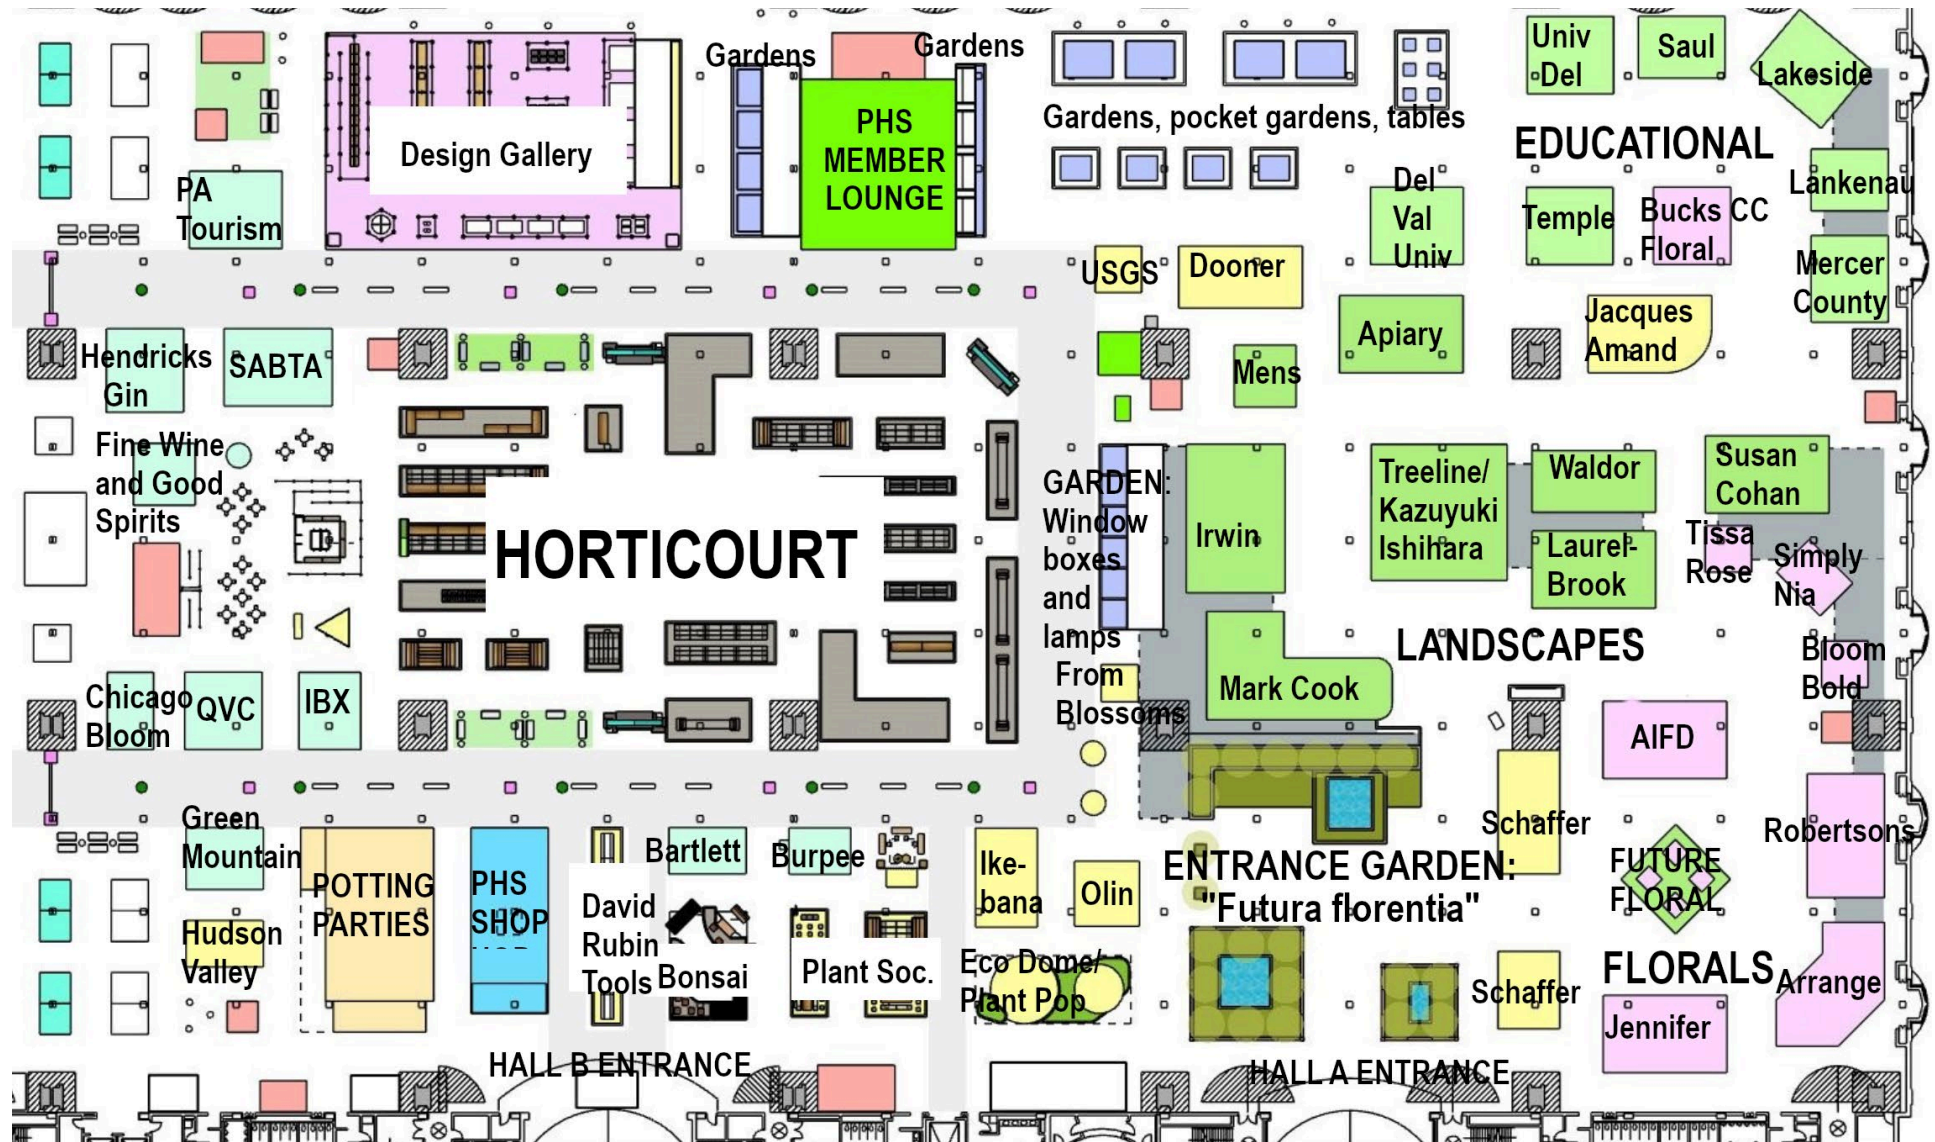 Gardens
Gardens
Design Gallery
PHS
MEMBER
LOUNGE
Gardens, pocket gardens, tables
Univ
Del
Saul
Lakeside
EDUCATIONAL
PA
Tourism
Del
Val
Univ
Temple
Bucks CC
Floral
Lankenau
Mercer
County
USGS
Dooner
Apiary
Jacques
Amand
Mens
Hendricks
Gin
SABTA
Fine Wine
and Good
Spirits
HORTICOURT
GARDEN:
Window
boxes
and
lamps
From
Blossoms
Irwin
Treeline/
Kazuyuki
Ishihara
Waldor
Laurel-
Brook
Susan
Cohan
Tissa
Rose
Simply
Nia
LANDSCAPES
Mark Cook
Bloom
Bold
Chicago
Bloom
QVC
IBX
AIFD
Green
Mountain
POTTING
PARTIES
PHS
SHOP
Bartlett
Burpee
Ike-
bana
Olin
ENTRANCE GARDEN:
"Futura florentia"
Schaffer
FUTURE
FLORAL
Robertsons
Hudson
Valley
David
Rubin
Tools
Bonsai
Plant Soc.
Eco Dome/
Plant Pop
Schaffer
FLORALS
Arrange
Jennifer
HALL B ENTRANCE
HALL A ENTRANCE